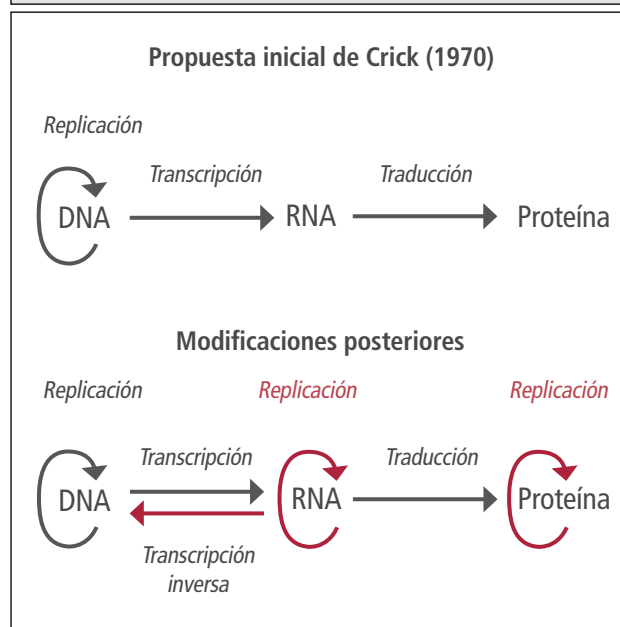 Propuesta inicial de Crick (1970)
Replicación
Transcripción
Traducción
DNA
RNA
Proteína
Modificaciones posteriores
Replicación
Replicación
Replicación
Transcripción
Traducción
DNA
RNA
Proteína
Transcripción
inversa